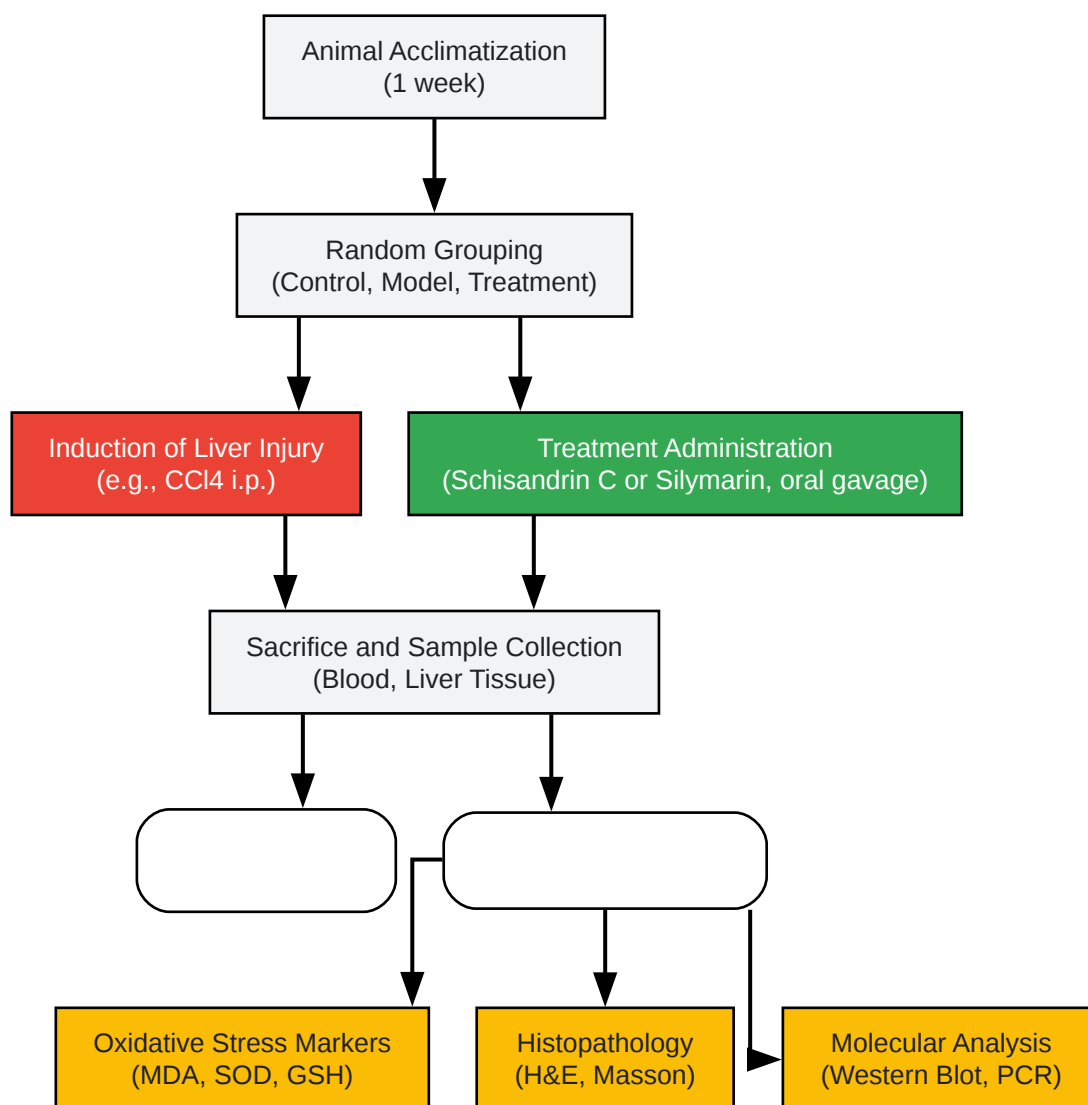 Animal Acclimatization
(1 week)
Random Grouping
(Control, Model, Treatment)
Induction of Liver Injury
(e.g., CCl4 i.p.)
Treatment Administration
(Schisandrin C or Silymarin, oral gavage)
Sacrifice and Sample Collection
(Blood, Liver Tissue)
Oxidative Stress Markers
(MDA, SOD, GSH)
Histopathology
(H&E, Masson)
Molecular Analysis
(Western Blot, PCR)